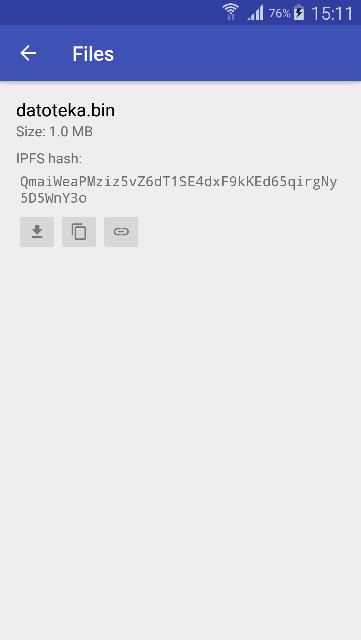 76% 15:11
Files
datoteka.bin
Size: 1.0 MB
IPFS hash:
QmaiWeaPMziz5vZ6dT1SE4dxF9kKEd65qirgNy
5D5WnY3o